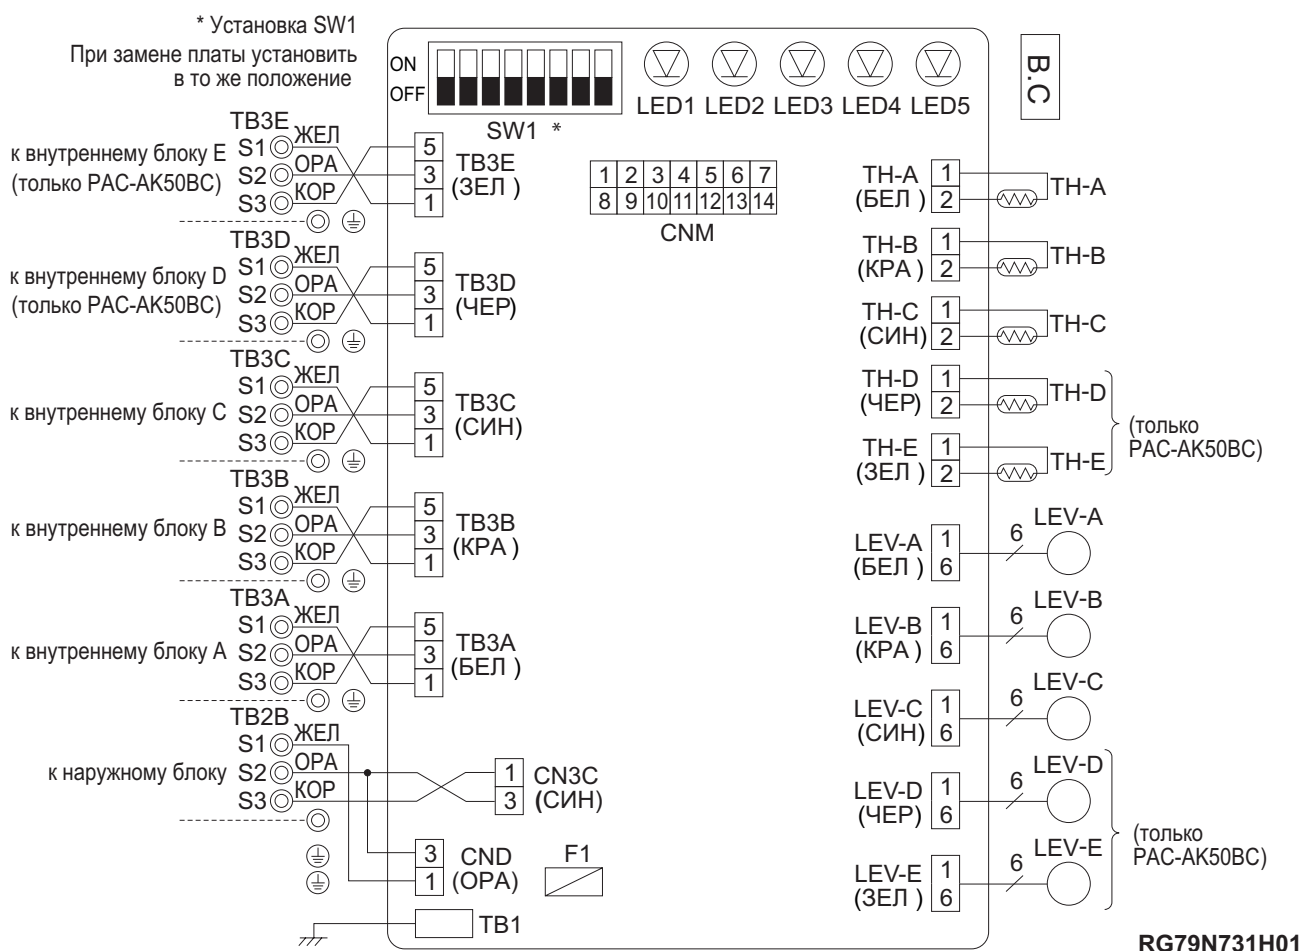 * Установка SW1
При замене платы установить
в то же положение
ON
OFF
SW1 *
LED1 LED2 LED3 LED4 LED5
B.C
1 2 3 4 5 6 7
8 9 10 11 12 13 14
CNM
TB3E
к внутреннему блоку E
(только PAC-AK50BC)
S1 ЖЕЛ
S2 ОРА
S3 КОР
5
3
1
TB3E
(ЗЕЛ )
TB3D
к внутреннему блоку D
(только PAC-AK50BC)
S1 ЖЕЛ
S2 ОРА
S3 КОР
5
3
1
TB3D
(ЧЕР)
TB3C
к внутреннему блоку C
S1 ЖЕЛ
S2 ОРА
S3 КОР
5
3
1
TB3C
(СИН)
TB3B
к внутреннему блоку B
S1 ЖЕЛ
S2 ОРА
S3 КОР
5
3
1
TB3B
(КРА )
TB3A
к внутреннему блоку A
S1 ЖЕЛ
S2 ОРА
S3 КОР
5
3
1
TB3A
(БЕЛ )
TB2B
к наружному блоку
S1 ЖЕЛ
S2 ОРА
S3 КОР
1
3
CN3C
(СИН)
3
1
CND
(ОРА)
F1
TB1
TH-A
(БЕЛ )
1
2
TH-A
TH-B
(КРА )
1
2
TH-B
TH-C
(СИН)
1
2
TH-C
TH-D
(ЧЕР)
1
2
TH-D
TH-E
(ЗЕЛ )
1
2
TH-E
(только
PAC-AK50BC)
LEV-A
(БЕЛ )
1
6
6
LEV-A
LEV-B
(КРА )
1
6
6
LEV-B
LEV-C
(СИН)
1
6
6
LEV-C
LEV-D
(ЧЕР)
1
6
6
LEV-D
LEV-E
(ЗЕЛ )
1
6
6
LEV-E
(только
PAC-AK50BC)
RG79N731H01